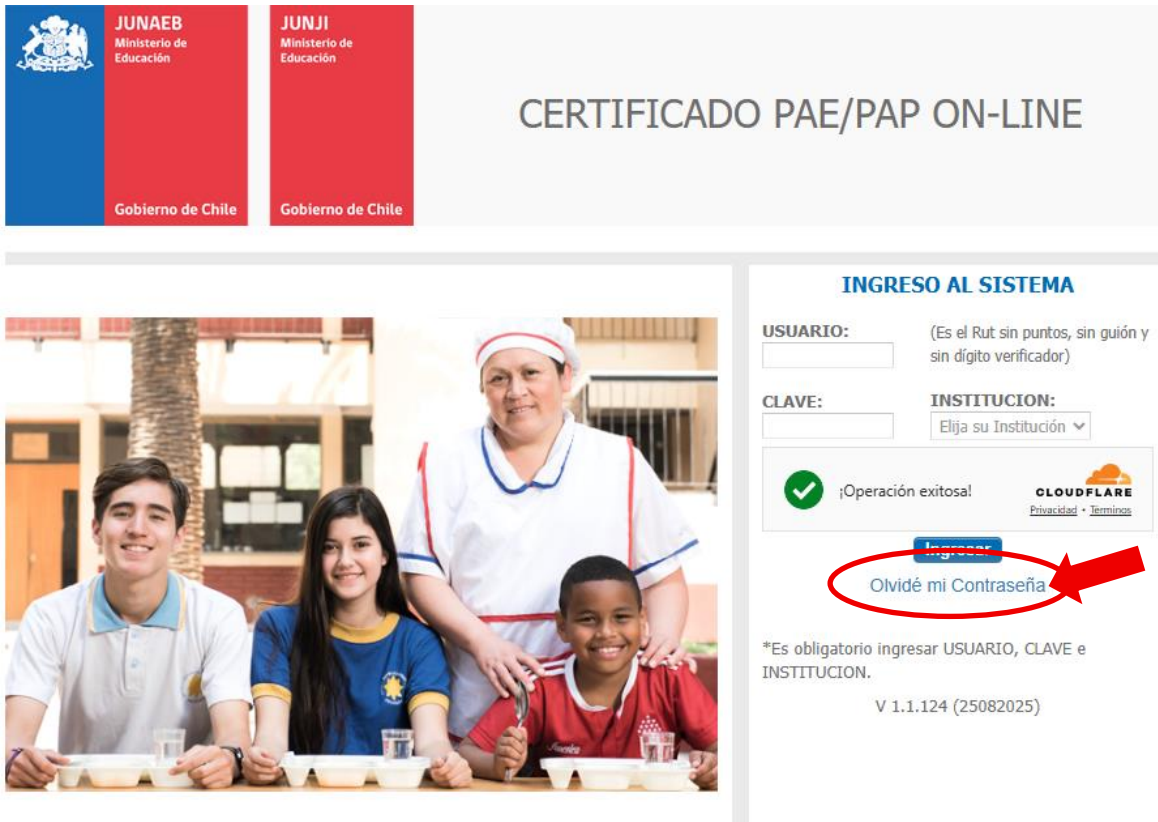 JUNAEB
Ministerio de
Educación
Gobierno de Chile
JUNJI
Ministerio de
Educación
Gobierno de Chile
CERTIFICADO PAE/PAP ON-LINE
INGRESO AL SISTEMA
USUARIO:
(Es el Rut sin puntos, sin guión y
sin dígito verificador)
CLAVE:
INSTITUCION:
Elija su Institución
¡Operación exitosa!
CLOUDFLARE
Privacidad • Términos
Ingresar
Olvidé mi Contraseña
*Es obligatorio ingresar USUARIO, CLAVE e
INSTITUCION.
V 1.1.124 (25082025)